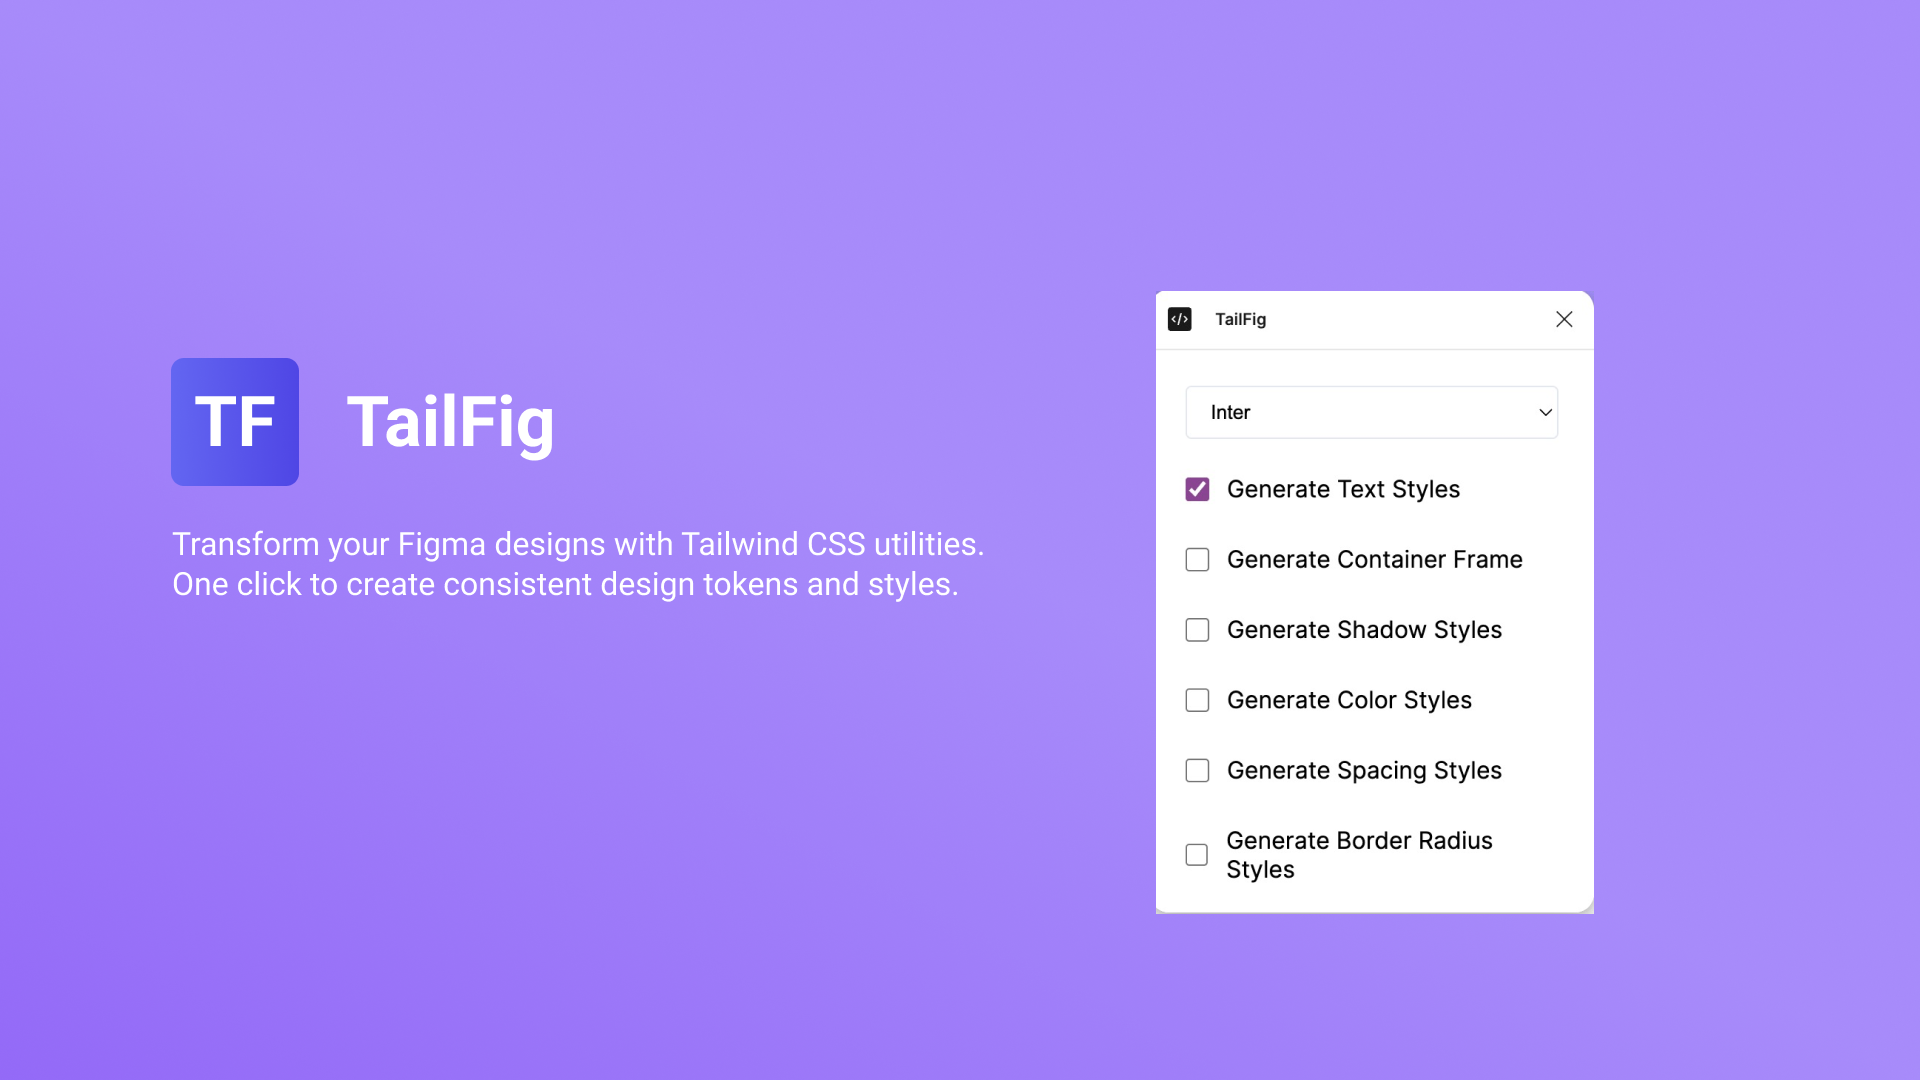 TF
TailFig
Transform your Figma designs with Tailwind CSS utilities.
One click to create consistent design tokens and styles.
</> TailFig
Inter
Generate Text Styles
Generate Container Frame
Generate Shadow Styles
Generate Color Styles
Generate Spacing Styles
Generate Border Radius
Styles